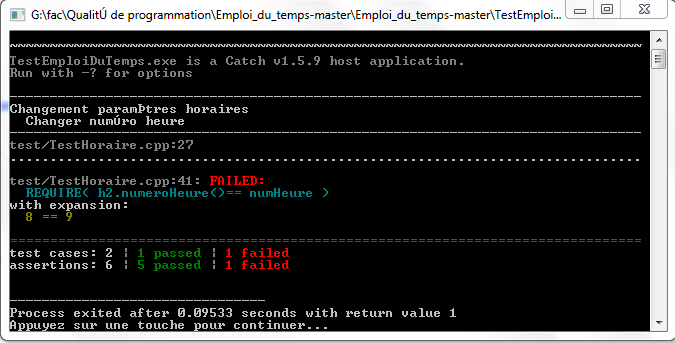 G:\fac\QualitÚ de programmation\Emploi_du_temps-master\Emploi_du_temps-master\TestEmploi...
~~~~~~~~~~~~~~~~~~~~~~~~~~~~~~~~~~~~~~~~~~~~~~~~~~~~~~~~~~~~~~~~~~~~~~~~~~~~~~~
TestEmploiDuTemps.exe is a Catch v1.5.9 host application.
Run with -? for options
-------------------------------------------------------------------------------
Changement paramÞtres horaires
Changer numÚro heure
-------------------------------------------------------------------------------
test/TestHoraire.cpp:27
...............................................................................
test/TestHoraire.cpp:41: FAILED:
REQUIRE( h2.numeroHeure()== numHeure )
with expansion:
8 == 9
===============================================================================
test cases: 2 | 1 passed | 1 failed
assertions: 6 | 5 passed | 1 failed
--------------------------------
Process exited after 0.09533 seconds with return value 1
Appuyez sur une touche pour continuer...